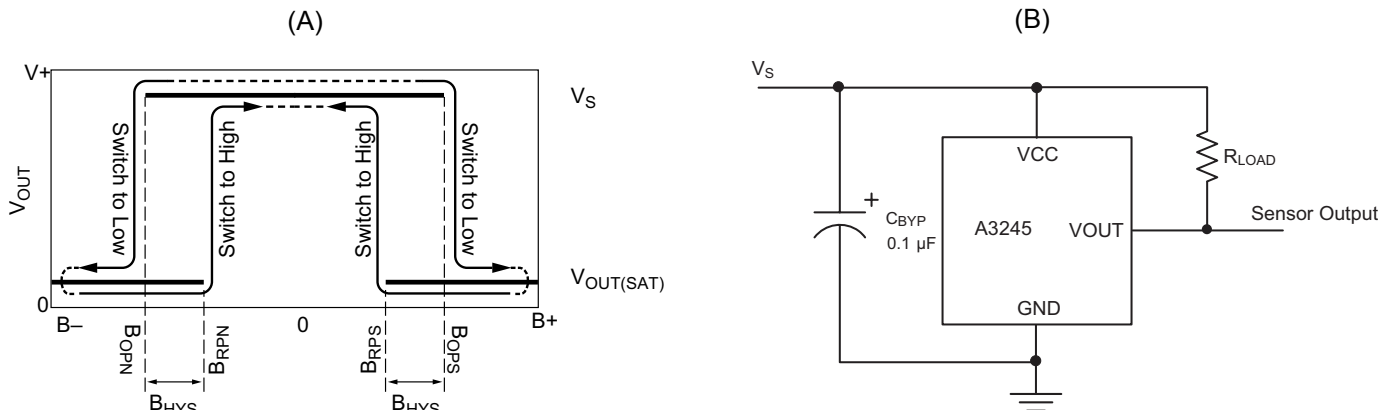 (A)
V+
VS
VOUT
Switch to Low
Switch to High
Switch to High
Switch to Low
VOUT(SAT)
0
B–
0
B+
BOPN
BRPN
BRPS
BOPS
BHYS
BHYS
(B)
VS
VCC
RLOAD
+
CBYP
0.1 µF
A3245
VOUT
Sensor Output
GND